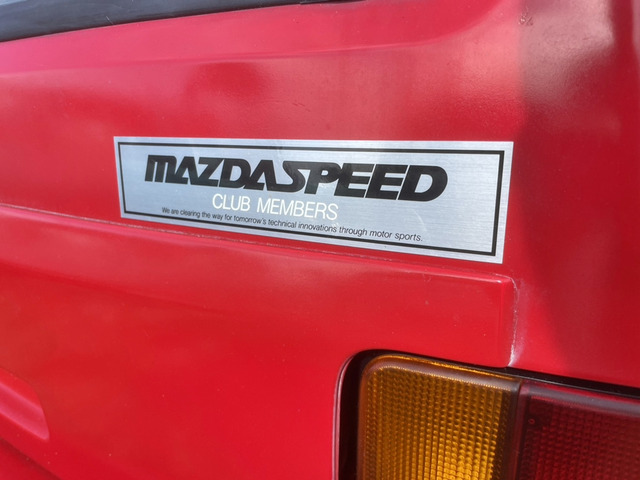 MAZDASPEED
CLUB MEMBERS
We are clearing the way for tomorrow's technical innovations through motor sports.